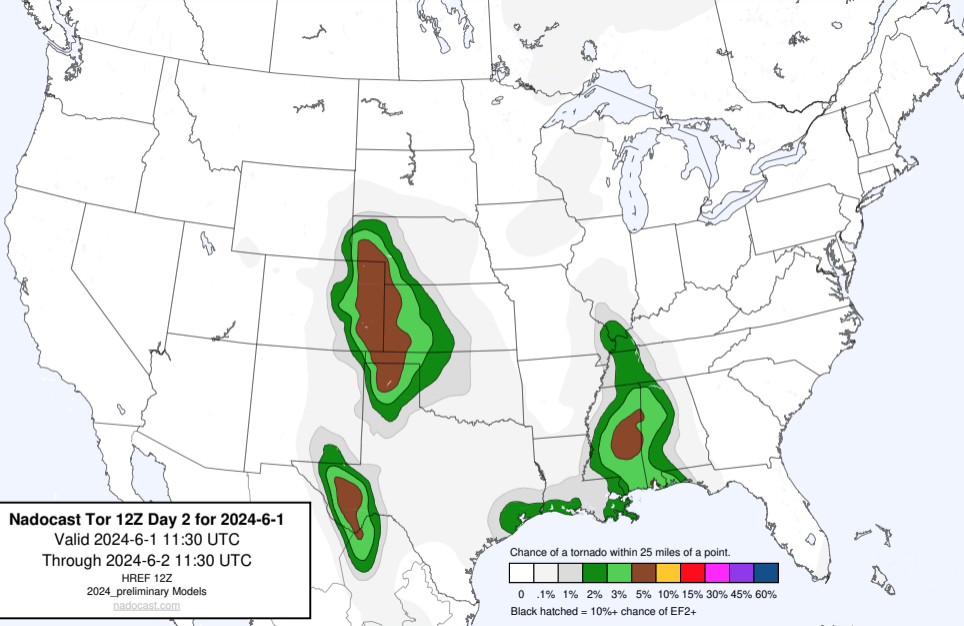 Nadocast Tor 12Z Day 2 for 2024-6-1
Valid 2024-6-1 11:30 UTC
Through 2024-6-2 11:30 UTC
HREF 12Z
2024_preliminary Models
nadocast.com
Chance of a tornado within 25 miles of a point.
0 .1% 1% 2% 3% 5% 10% 15% 30% 45% 60%
Black hatched = 10%+ chance of EF2+